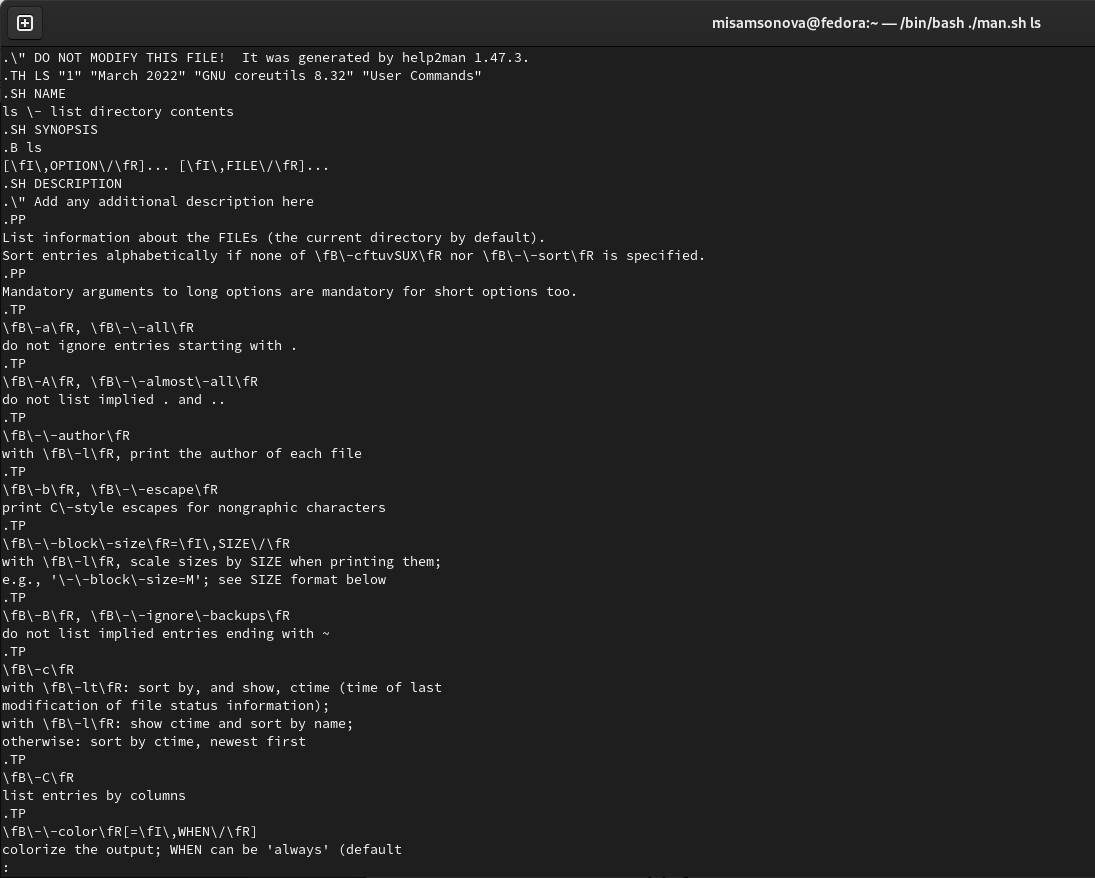 misamsonova@fedora:~ — /bin/bash ./man.sh ls
.\" DO NOT MODIFY THIS FILE!  It was generated by help2man 1.47.3.
.TH LS "1" "March 2022" "GNU coreutils 8.32" "User Commands"
.SH NAME
ls \- list directory contents
.SH SYNOPSIS
.B ls
[\fI\,OPTION\/\fR]... [\fI\,FILE\/\fR]...
.SH DESCRIPTION
.\" Add any additional description here
.PP
List information about the FILEs (the current directory by default).
Sort entries alphabetically if none of \fB\-cftuvSUX\fR nor \fB\-\-sort\fR is specified.
.PP
Mandatory arguments to long options are mandatory for short options too.
.TP
\fB\-a\fR, \fB\-\-all\fR
do not ignore entries starting with .
.TP
\fB\-A\fR, \fB\-\-almost\-all\fR
do not list implied . and ..
.TP
\fB\-\-author\fR
with \fB\-l\fR, print the author of each file
.TP
\fB\-b\fR, \fB\-\-escape\fR
print C\-style escapes for nongraphic characters
.TP
\fB\-\-block\-size\fR=\fI\,SIZE\/\fR
with \fB\-l\fR, scale sizes by SIZE when printing them;
e.g., '\-\-block\-size=M'; see SIZE format below
.TP
\fB\-B\fR, \fB\-\-ignore\-backups\fR
do not list implied entries ending with ~
.TP
\fB\-c\fR
with \fB\-lt\fR: sort by, and show, ctime (time of last
modification of file status information);
with \fB\-l\fR: show ctime and sort by name;
otherwise: sort by ctime, newest first
.TP
\fB\-C\fR
list entries by columns
.TP
\fB\-\-color\fR[=\fI\,WHEN\/\fR]
colorize the output; WHEN can be 'always' (default
: